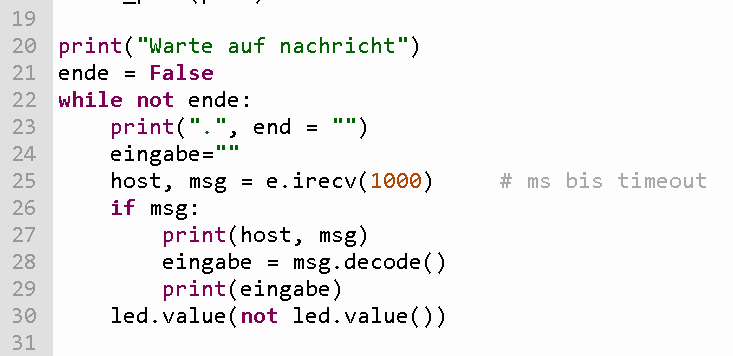 19
20 print("Warte auf nachricht")
21 ende = False
22 while not ende:
23     print(".", end = "")
24     eingabe=""
25     host, msg = e.irecv(1000)     # ms bis timeout
26     if msg:
27         print(host, msg)
28         eingabe = msg.decode()
29         print(eingabe)
30     led.value(not led.value())
31